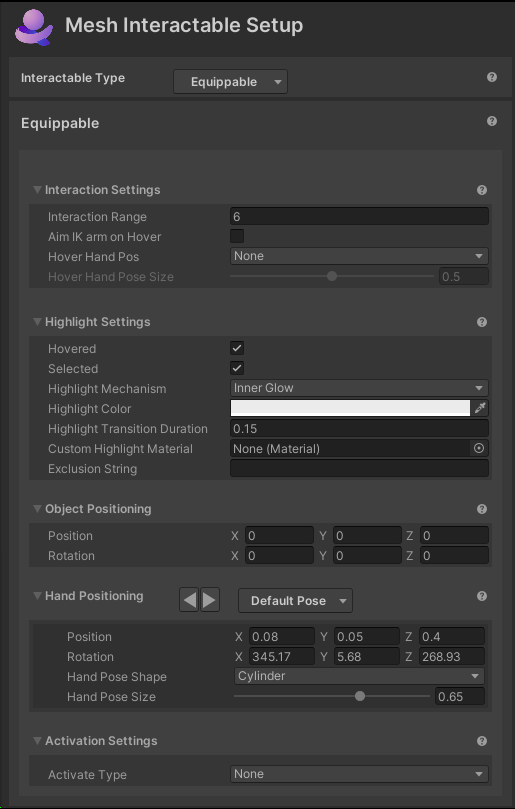 Mesh Interactable Setup
Interactable Type Equippable ?
Equippable ?
Interaction Settings ?
Interaction Range 6
Aim IK arm on Hover
Hover Hand Pos None
Hover Hand Pose Size 0.5
Highlight Settings ?
Hovered
Selected
Highlight Mechanism Inner Glow
Highlight Color
Highlight Transition Duration 0.15
Custom Highlight Material None (Material)
Exclusion String
Object Positioning ?
Position X 0 Y 0 Z 0
Rotation X 0 Y 0 Z 0
Hand Positioning Default Pose ?
Position X 0.08 Y 0.05 Z 0.4
Rotation X 345.17 Y 5.68 Z 268.93
Hand Pose Shape Cylinder
Hand Pose Size 0.65
Activation Settings ?
Activate Type None